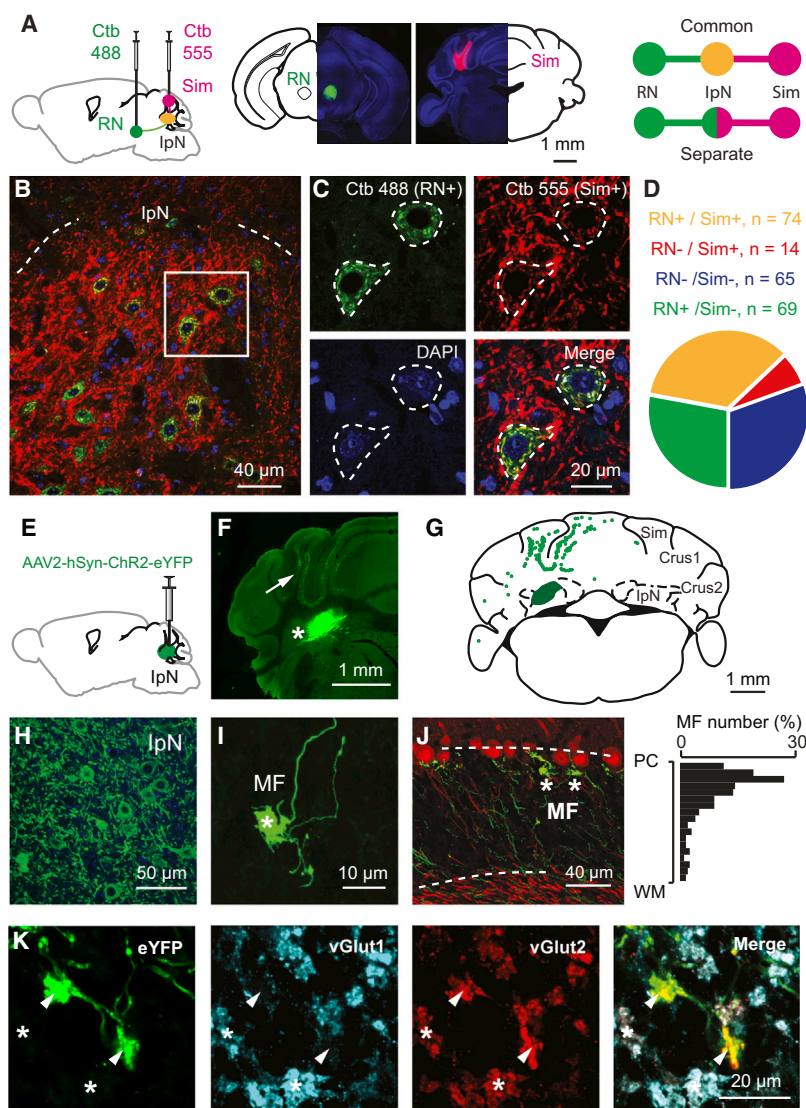 A
Ctb 488
Ctb 555
Sim
RN
IpN
RN
Sim
1 mm
Common
RN IpN Sim
Separate
B
IpN
40 µm
C
Ctb 488 (RN+)
Ctb 555 (Sim+)
DAPI
Merge
20 µm
D
RN+ / Sim+, n = 74
RN- / Sim+, n = 14
RN- /Sim-, n = 65
RN+ /Sim-, n = 69
E
AAV2-hSyn-ChR2-eYFP
IpN
F
*
1 mm
G
Sim
Crus1
Crus2
IpN
1 mm
H
IpN
50 µm
I
MF
*
10 µm
J
* *
MF
40 µm
MF number (%)
0 30
PC
WM
K
eYFP
* *
vGlut1
* *
vGlut2
* *
Merge
* *
20 µm